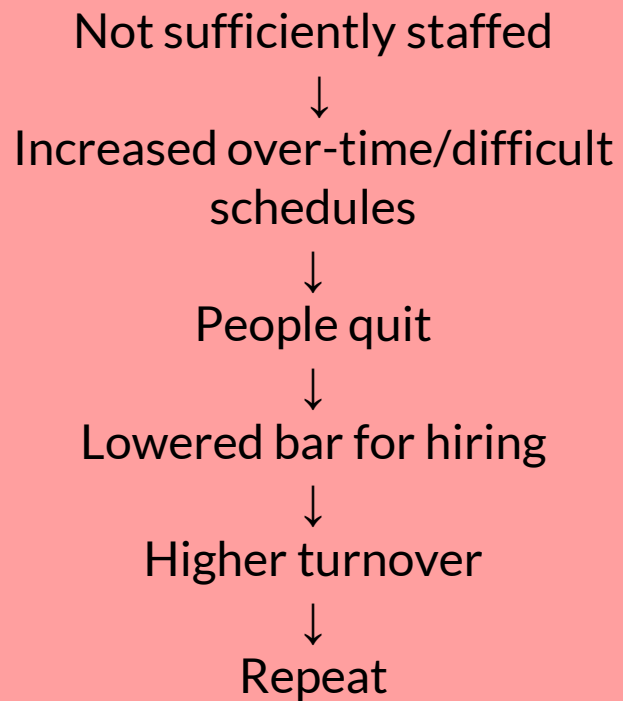 Not sufficiently staffed
↓
Increased over-time/difficult
schedules
↓
People quit
↓
Lowered bar for hiring
↓
Higher turnover
↓
Repeat